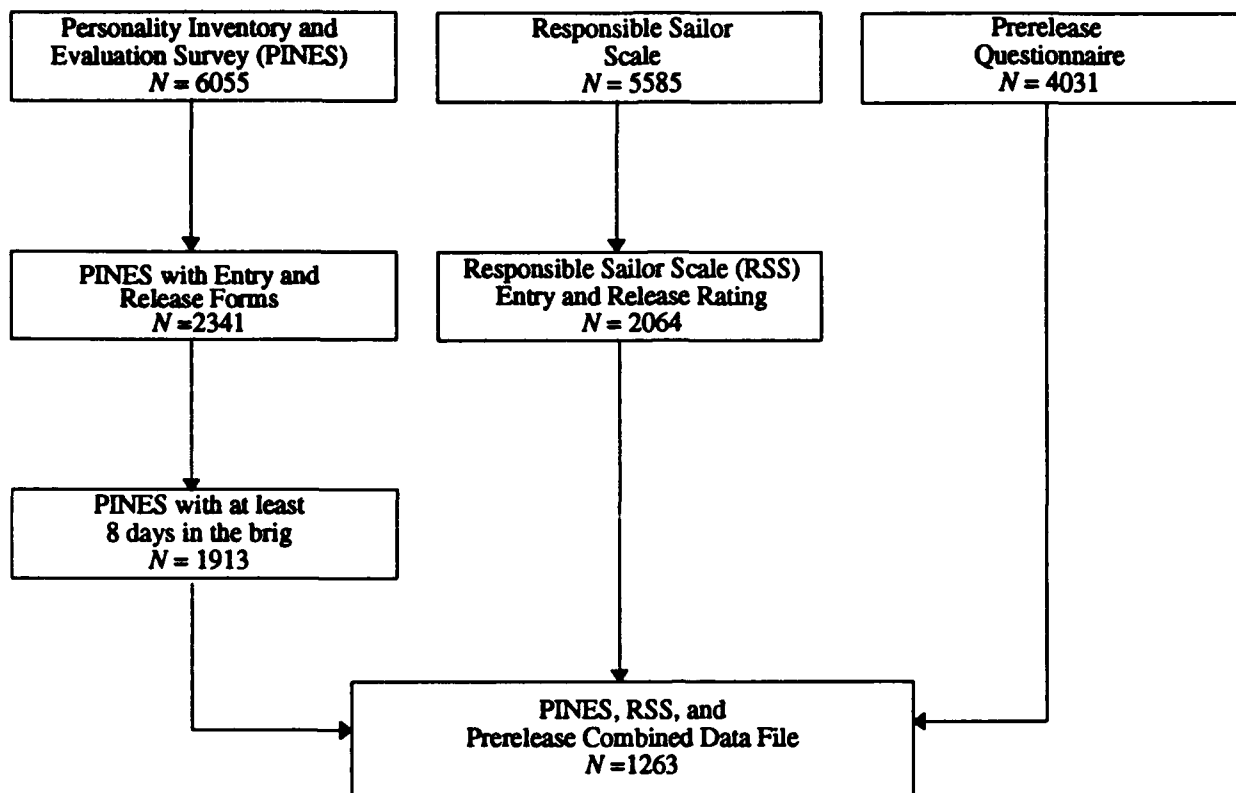 Personality Inventory and
Evaluation Survey (PINES)
N = 6055
Responsible Sailor
Scale
N = 5585
Prerelease
Questionnaire
N = 4031
PINES with Entry and
Release Forms
N =2341
Responsible Sailor Scale (RSS)
Entry and Release Rating
N = 2064
PINES with at least
8 days in the brig
N = 1913
PINES, RSS, and
Prerelease Combined Data File
N =1263